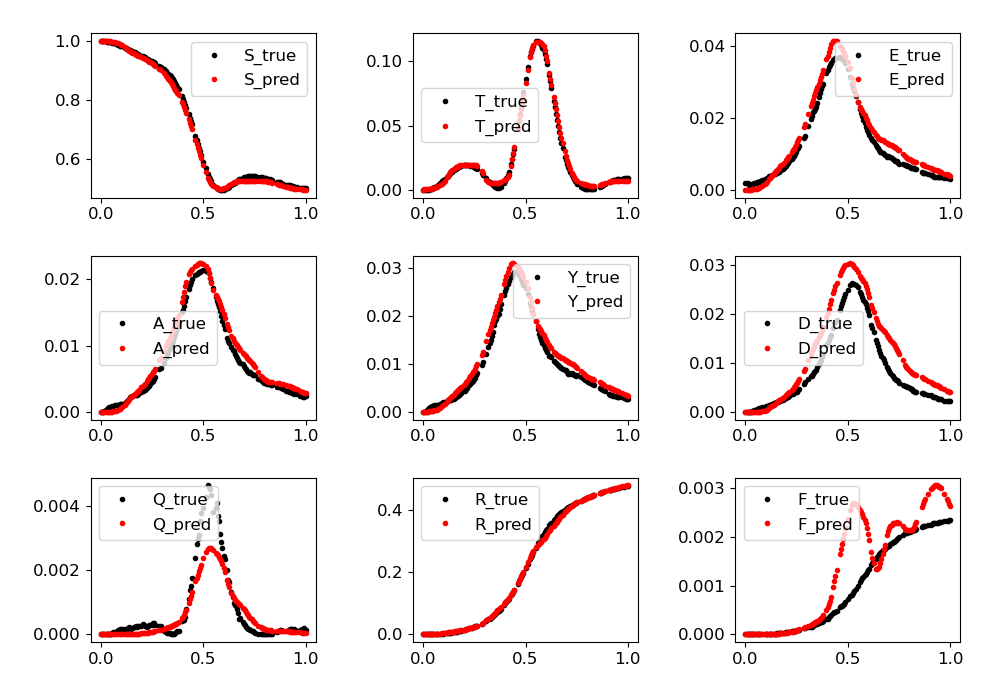 1.0
0.8
0.6
S_true
S_pred
0.0 0.5 1.0
0.10
0.05
0.00
T_true
T_pred
0.0 0.5 1.0
0.04
0.02
0.00
E_true
E_pred
0.0 0.5 1.0
0.02
0.01
0.00
A_true
A_pred
0.0 0.5 1.0
0.03
0.02
0.01
0.00
Y_true
Y_pred
0.0 0.5 1.0
0.03
0.02
0.01
0.00
D_true
D_pred
0.0 0.5 1.0
0.004
0.002
0.000
Q_true
Q_pred
0.0 0.5 1.0
0.4
0.2
0.0
R_true
R_pred
0.0 0.5 1.0
0.003
0.002
0.001
0.000
F_true
F_pred
0.0 0.5 1.0